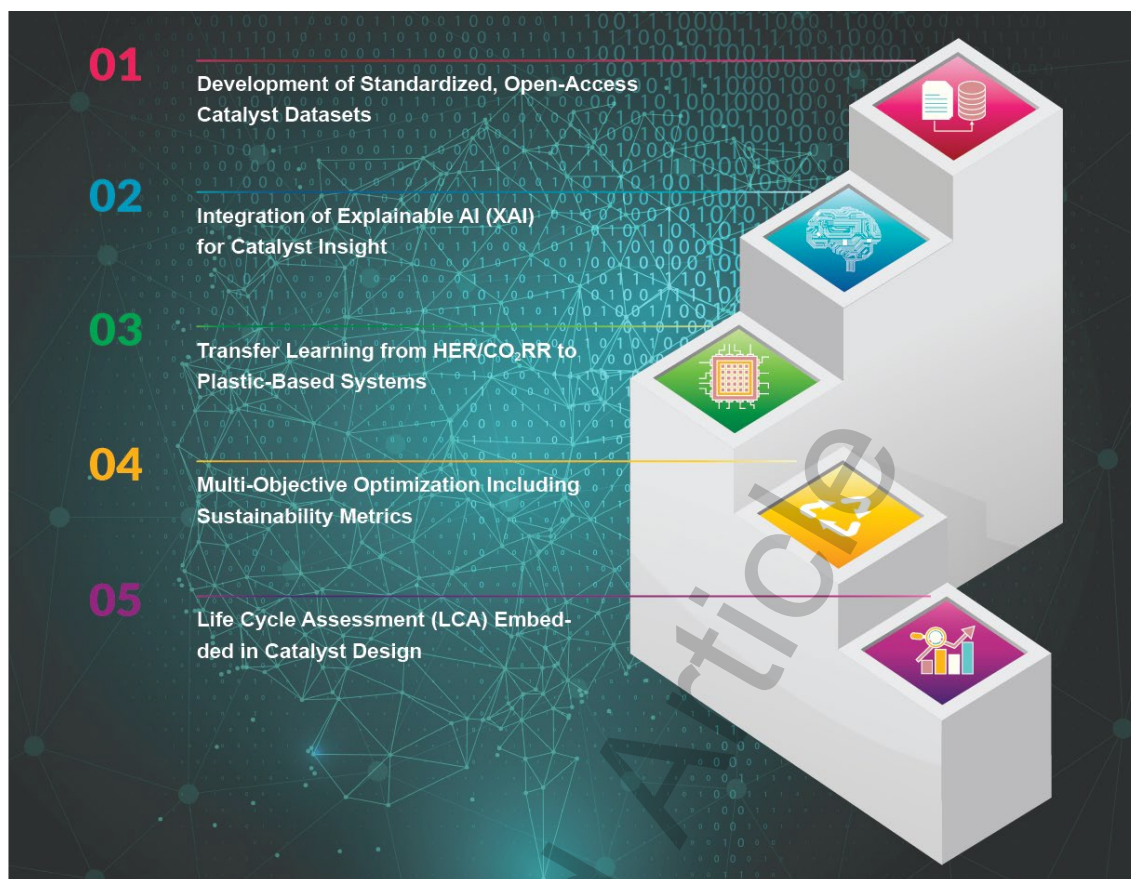 01
Development of Standardized, Open-Access
Catalyst Datasets
02
Integration of Explainable AI (XAI)
for Catalyst Insight
03
Transfer Learning from HER/CO₂RR to
Plastic-Based Systems
04
Multi-Objective Optimization Including
Sustainability Metrics
05
Life Cycle Assessment (LCA) Embed-
ded in Catalyst Design
Article